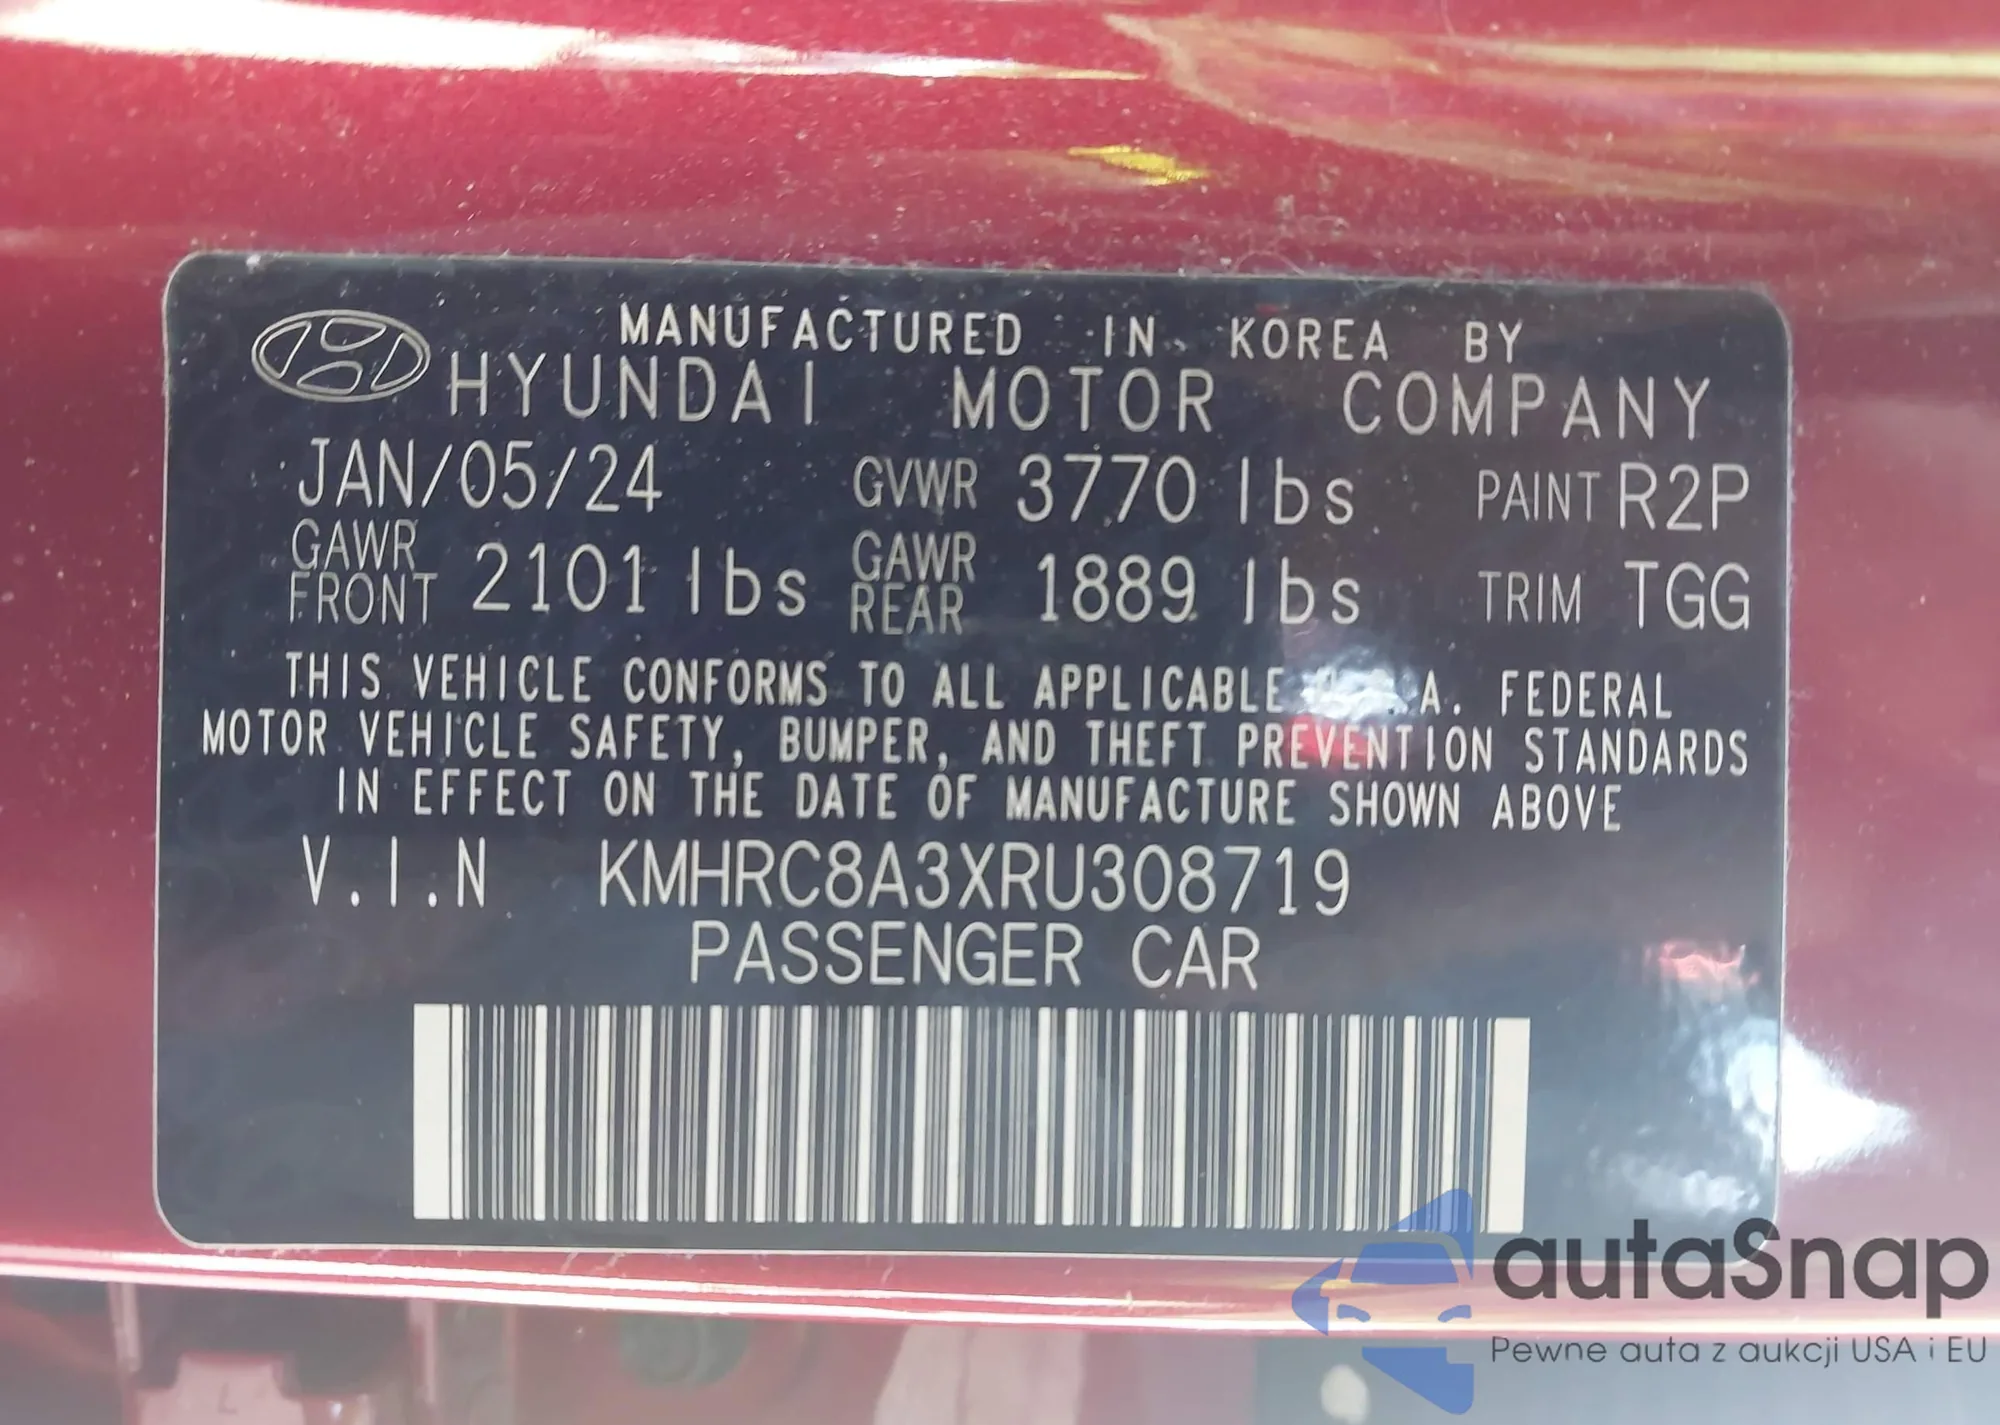 MANUFACTURED IN KOREA BY
HYUNDAI MOTOR COMPANY
JAN/05/24 GVWR 3770 lbs PAINT R2P
GAWR FRONT 2101 lbs GAWR REAR 1889 lbs TRIM TGG
THIS VEHICLE CONFORMS TO ALL APPLICABLE A. FEDERAL
MOTOR VEHICLE SAFETY, BUMPER, AND THEFT PREVENTION STANDARDS
IN EFFECT ON THE DATE OF MANUFACTURE SHOWN ABOVE
V.I.N KMHRC8A3XRU308719
PASSENGER CAR
autaSnap
Pewne auta z aukcji USA i EU